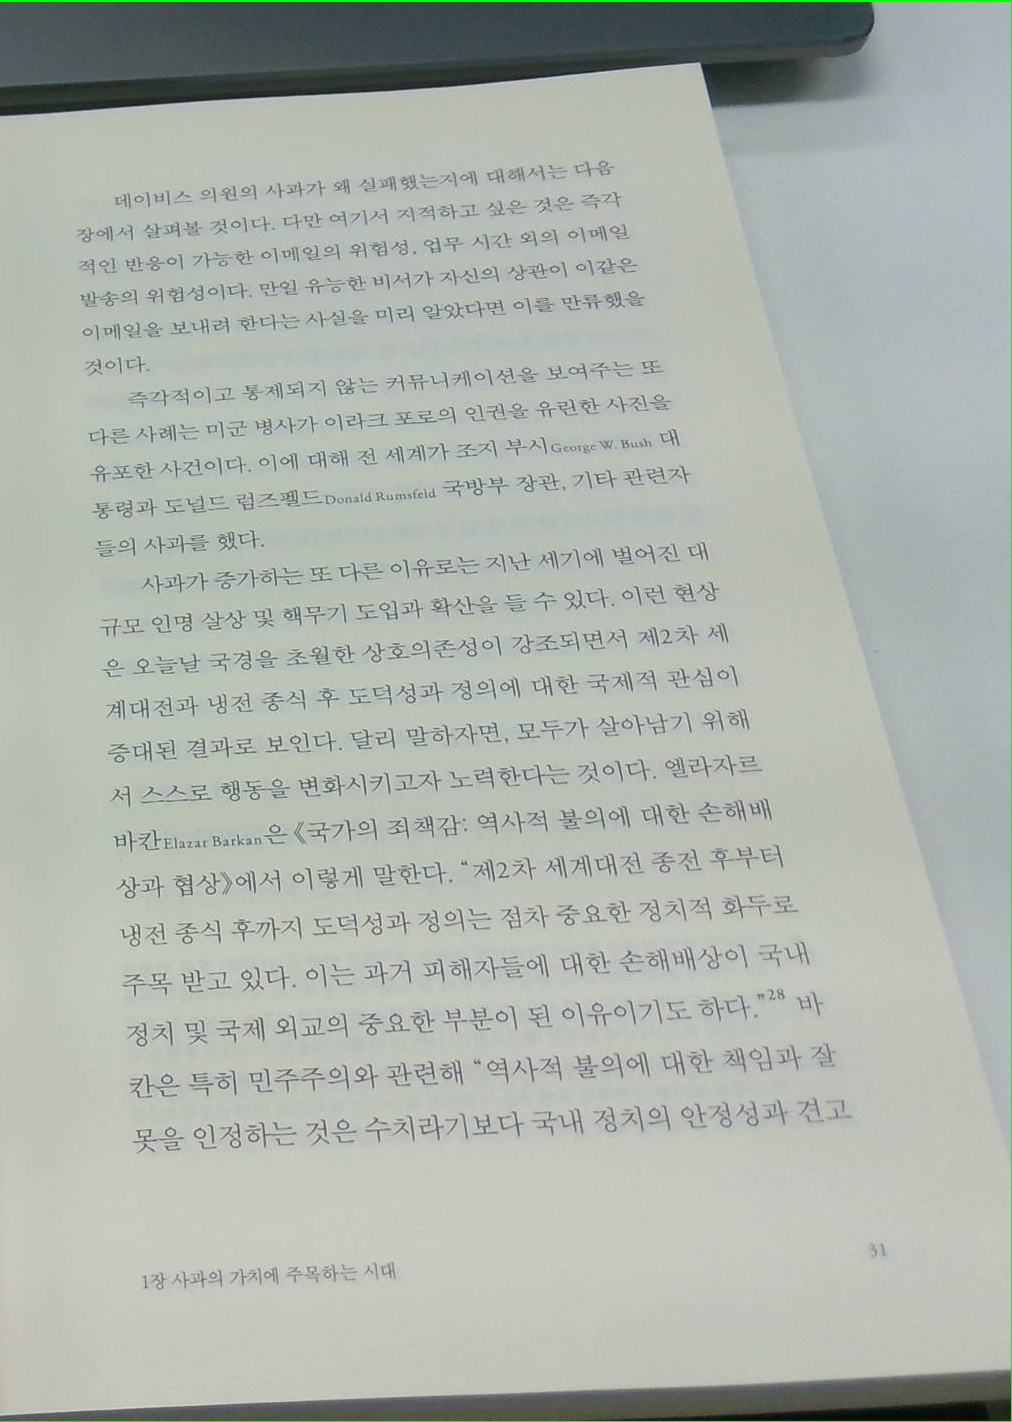 데이비스 의원의 사과가 왜 실패했는지에 대해서는 다음
장에서 살펴볼 것이다. 다만 여기서 지적하고 싶은 것은 즉각
적인 반응이 가능한 이메일의 위험성, 업무 시간 외의 이메일
발송의 위험성이다. 만일 유능한 비서가 자신의 상관이 이같은
이메일을 보내려 한다는 사실을 미리 알았다면 이를 만류했을
것이다.
즉각적이고 통제되지 않는 커뮤니케이션을 보여주는 또
다른 사례는 미군 병사가 이라크 포로의 인권을 유린한 사진을
유포한 사건이다. 이에 대해 전 세계가 조지 부시George W. Bush 대
통령과 도널드 럼즈펠드Donald Rumsfeld 국방부 장관, 기타 관련자
들의 사과를 했다.
사과가 증가하는 또 다른 이유로는 지난 세기에 벌어진 대
규모 인명 살상 및 핵무기 도입과 확산을 들 수 있다. 이런 현상
은 오늘날 국경을 초월한 상호의존성이 강조되면서 제2차 세
계대전과 냉전 종식 후 도덕성과 정의에 대한 국제적 관심이
증대된 결과로 보인다. 달리 말하자면, 모두가 살아남기 위해
서 스스로 행동을 변화시키고자 노력한다는 것이다. 엘라자르
바칸Elazar Barkan은 《국가의 죄책감: 역사적 불의에 대한 손해배
상과 협상》에서 이렇게 말한다. “제2차 세계대전 종전 후부터
냉전 종식 후까지 도덕성과 정의는 점차 중요한 정치적 화두로
주목 받고 있다. 이는 과거 피해자들에 대한 손해배상이 국내
정치 및 국제 외교의 중요한 부분이 된 이유이기도 하다.”28 바
칸은 특히 민주주의와 관련해 “역사적 불의에 대한 책임과 잘
못을 인정하는 것은 수치라기보다 국내 정치의 안정성과 견고
1장 사과의 가치에 주목하는 시대
31